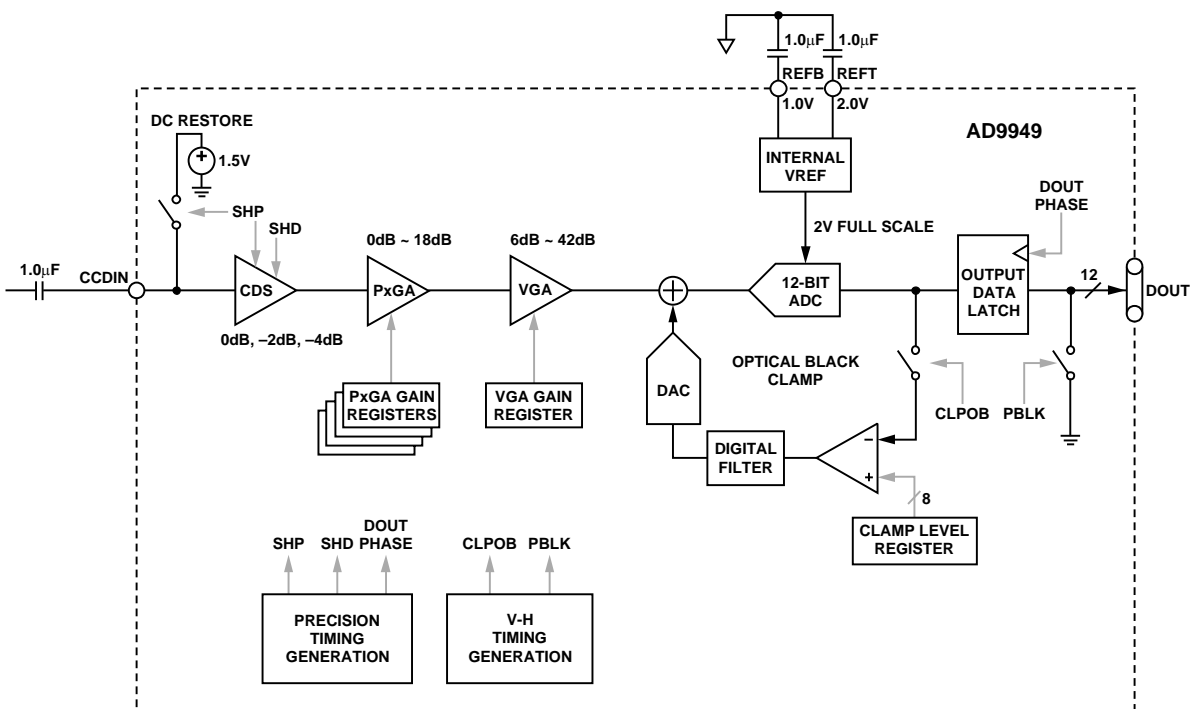 1.0μF
1.0μF
REFB
REFT
1.0V
2.0V
DC RESTORE
+
1.5V
AD9949
INTERNAL
VREF
DOUT
PHASE
SHP
SHD
0dB ~ 18dB
6dB ~ 42dB
2V FULL SCALE
1.0μF
CCDIN
CDS
PxGA
VGA
+
12-BIT
ADC
OUTPUT
DATA
LATCH
12
DOUT
0dB, –2dB, –4dB
OPTICAL BLACK
CLAMP
DAC
PxGA GAIN
REGISTERS
VGA GAIN
REGISTER
CLPOB
PBLK
DIGITAL
FILTER
–
+
8
CLAMP LEVEL
REGISTER
SHP
SHD
DOUT
PHASE
CLPOB
PBLK
PRECISION
TIMING
GENERATION
V-H
TIMING
GENERATION